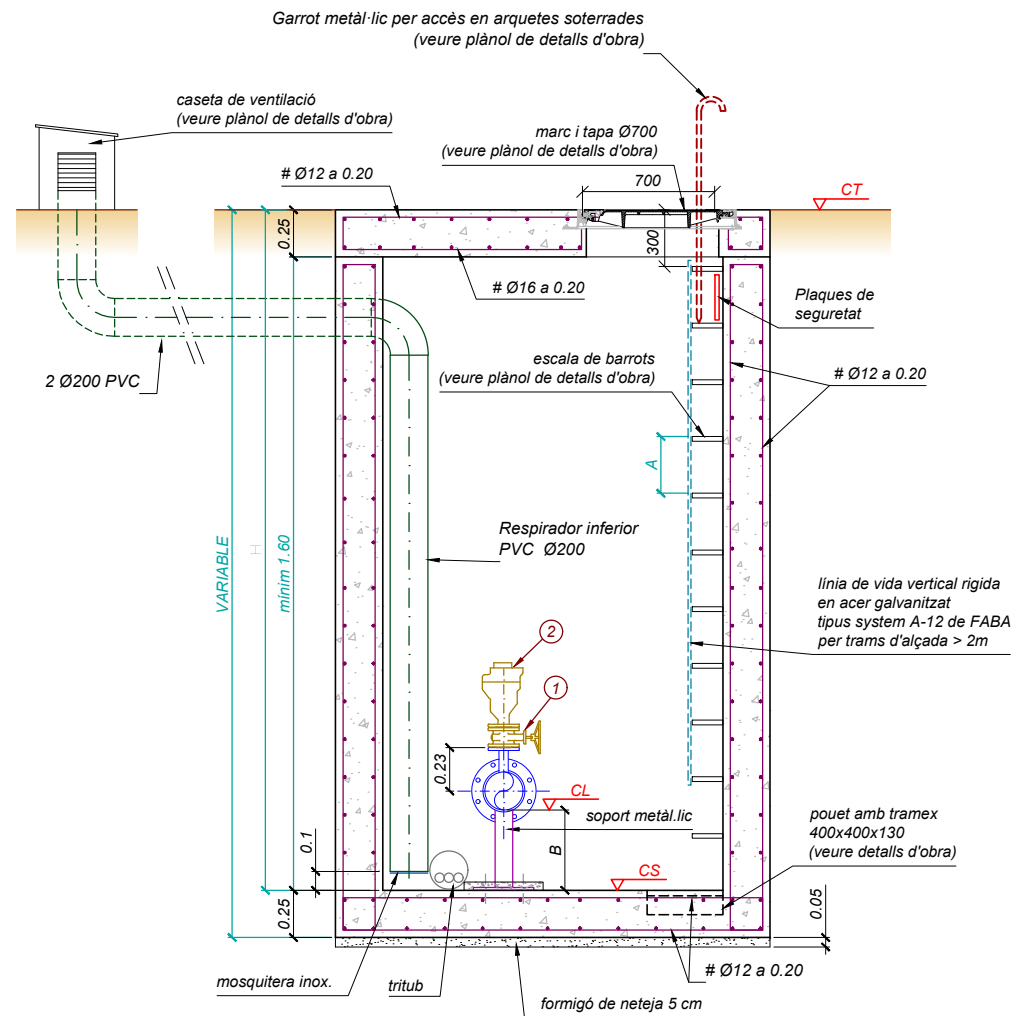 Garrot metàl·lic per accès en arquetes soterrades
(veure plànol de detalls d'obra)
caseta de ventilació
(veure plànol de detalls d'obra)
marc i tapa Ø700
(veure plànol de detalls d'obra)
# Ø12 a 0.20
700
CT
0.25
300
# Ø16 a 0.20
Plaques de
seguretat
2 Ø200 PVC
escala de barrots
(veure plànol de detalls d'obra)
# Ø12 a 0.20
A
Respirador inferior
PVC Ø200
VARIABLE
H
mínim 1.60
línia de vida vertical rigida
en acer galvanitzat
tipus system A-12 de FABA
per trams d'alçada > 2m
2
1
0.23
CL
soport metàl.lic
B
pouet amb tramex
400x400x130
(veure detalls d'obra)
0.1
CS
0.25
0.05
mosquitera inox.
tritub
# Ø12 a 0.20
formigó de neteja 5 cm